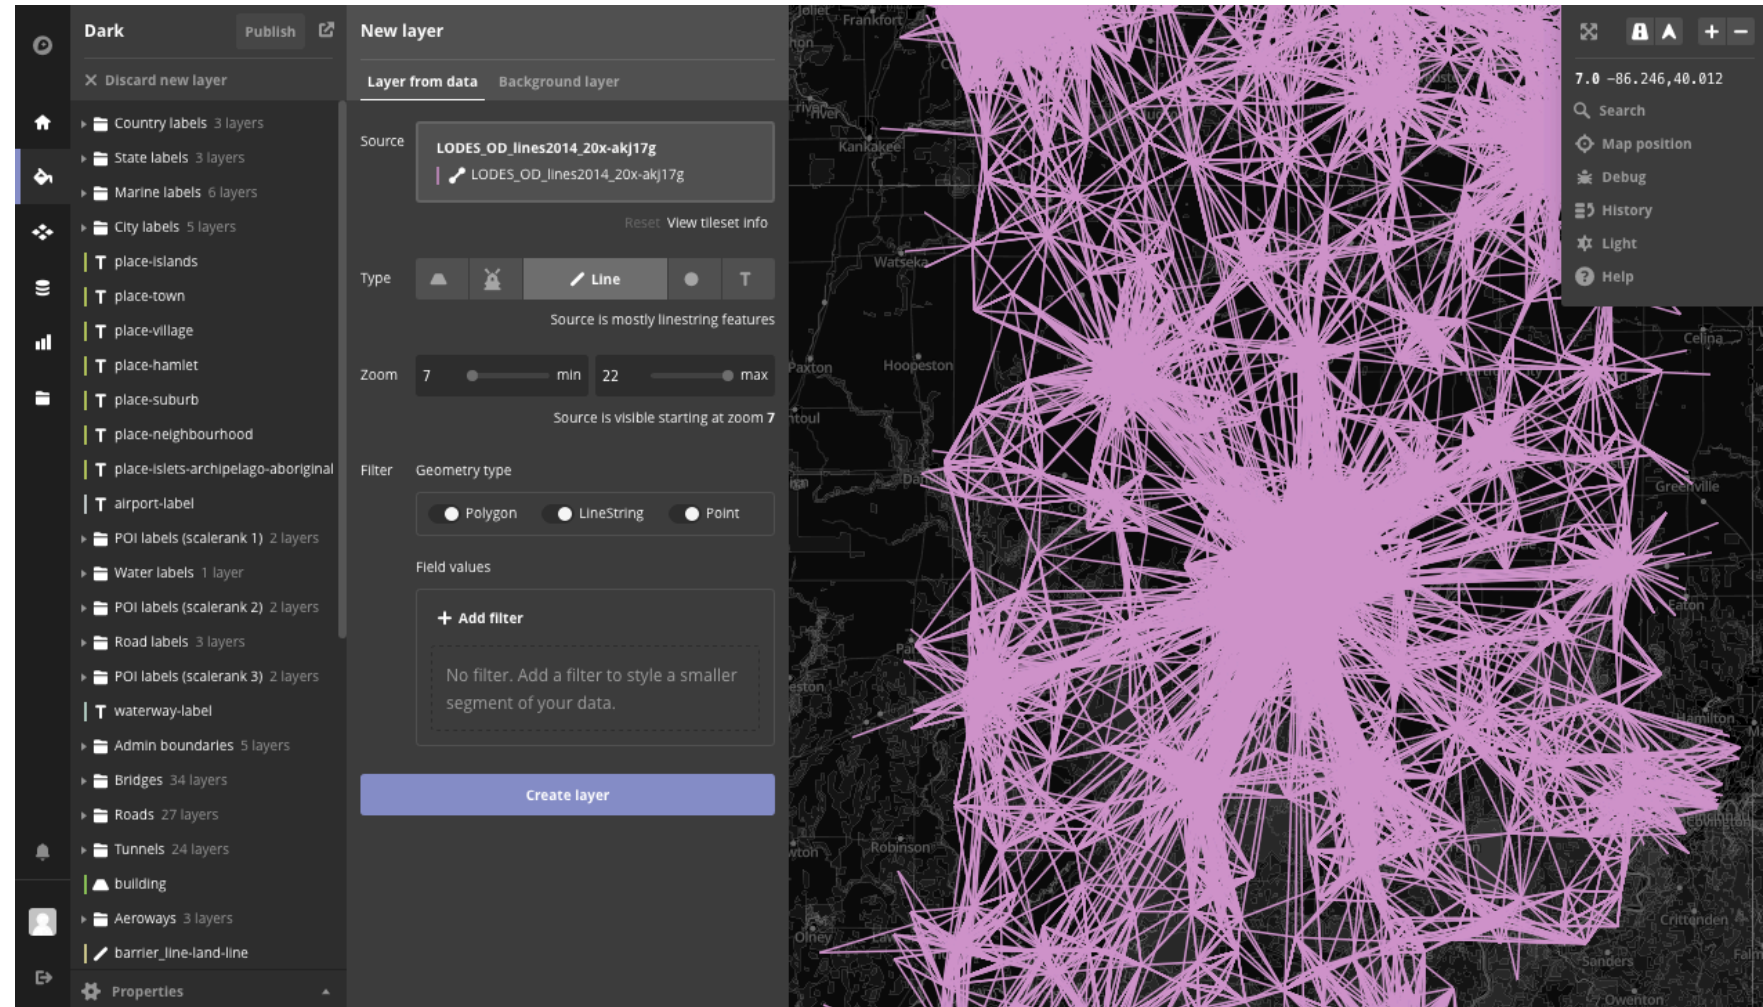 Dark
Publish
Discard new layer
Country labels 3 layers
State labels 3 layers
Marine labels 6 layers
City labels 5 layers
place-islands
place-town
place-village
place-hamlet
place-suburb
place-neighbourhood
place-islets-archipelago-aboriginal
airport-label
POI labels (scalerank 1) 2 layers
Water labels 1 layer
POI labels (scalerank 2) 2 layers
Road labels 3 layers
POI labels (scalerank 3) 2 layers
waterway-label
Admin boundaries 5 layers
Bridges 34 layers
Roads 27 layers
Tunnels 24 layers
building
Aeroways 3 layers
barrier_line-land-line
Properties
New layer
Layer from data
Background layer
Source
LODES_OD_lines2014_20x-akj17g
LODES_OD_lines2014_20x-akj17g
Reset View tileset info
Type
Line
T
Source is mostly linestring features
Zoom
7 min 22 max
Source is visible starting at zoom 7
Filter
Geometry type
Polygon LineString Point
Field values
Add filter
No filter. Add a filter to style a smaller
segment of your data.
Create layer
7.0 -86.246,40.012
Search
Map position
Debug
History
Light
Help
Joliet
Frankfort
Kankakee
Watseka
Paxton
Hoopeston
Celina
Greenville
Eaton
Hamilton
Robinson
Olney
Crittenden
Sanders
Owenton